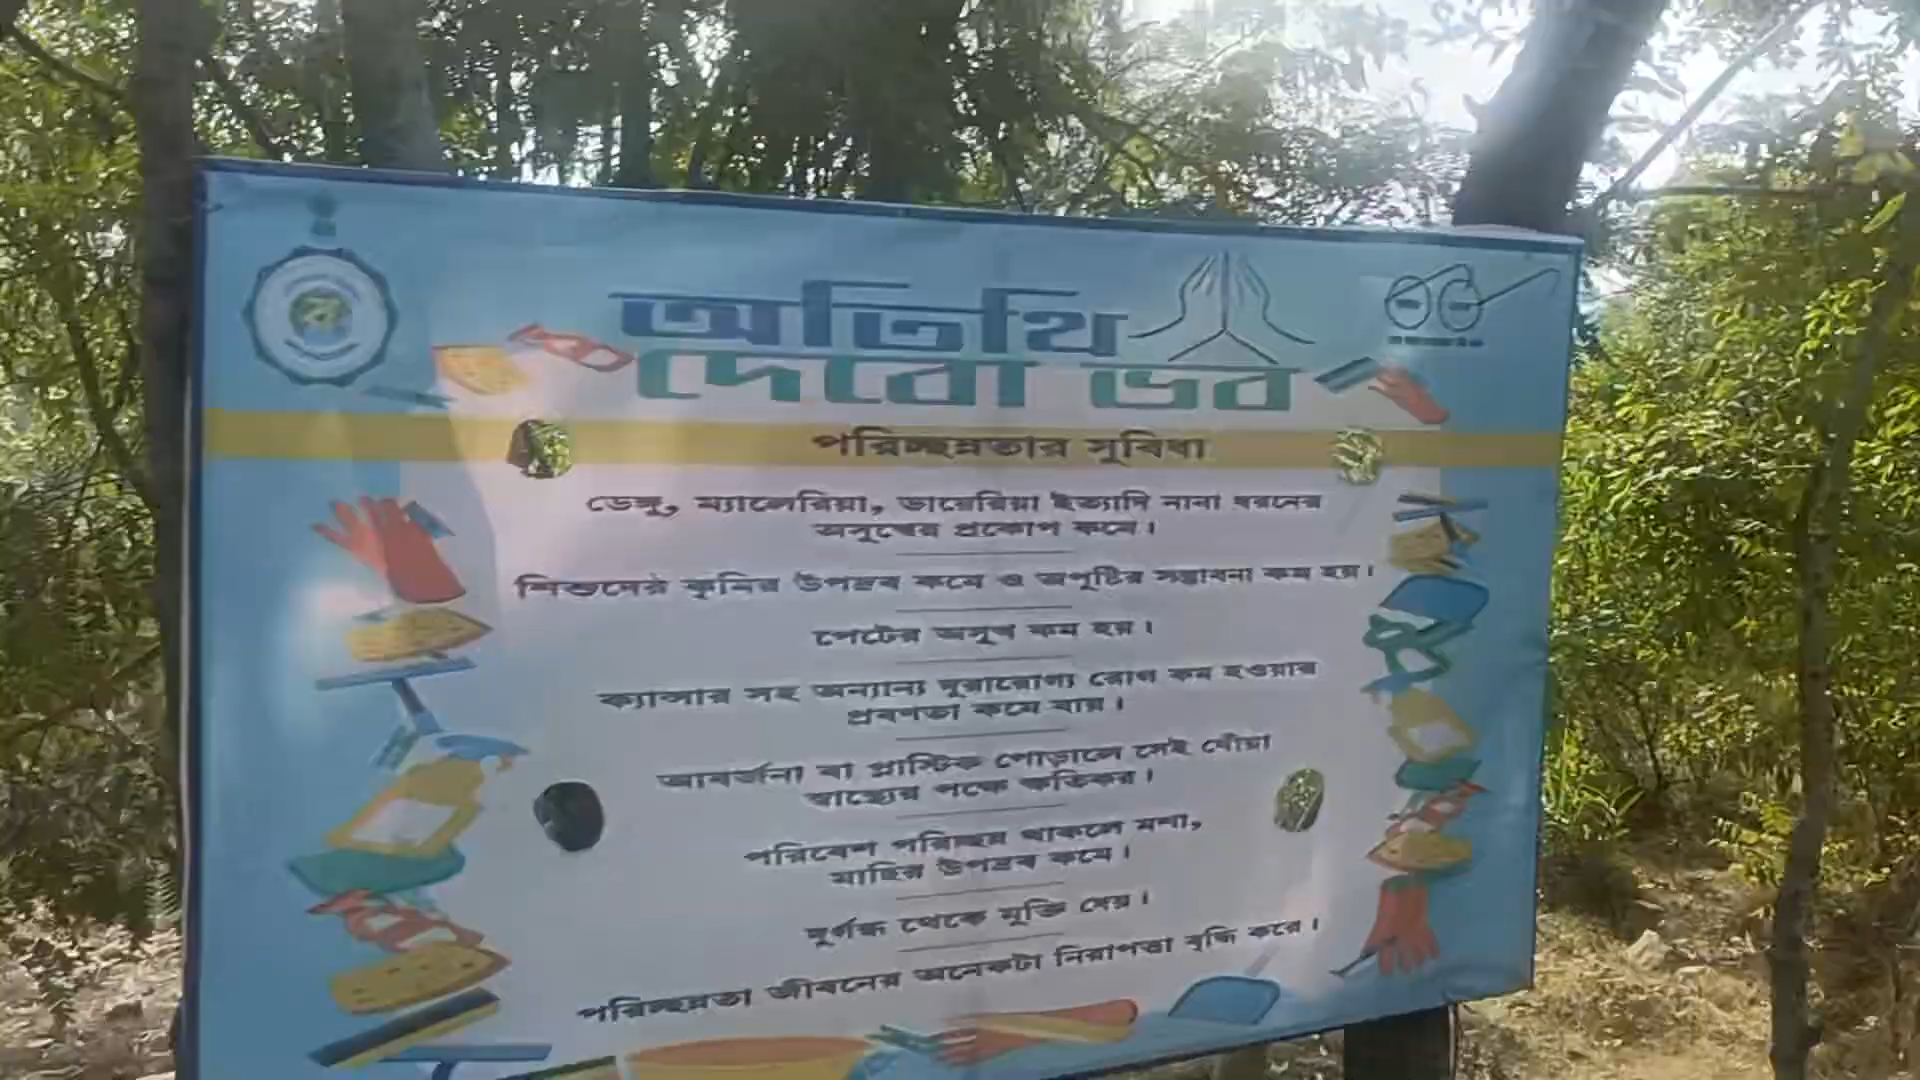 অতিথি
দেবো ভব
পরিচ্ছন্নতার সুবিধা
ডেঙ্গু, ম্যালেরিয়া, ডায়েরিয়া ইত্যাদি নানা ধরনের
অসুখের প্রকোপ কমে।
শিশুদের কৃমির উপদ্রব কমে ও অপুষ্টির সম্ভাবনা কম হয়।
পেটের অসুখ কম হয়।
ক্যান্সার সহ অন্যান্য দুরারোগ্য রোগ কম হওয়ার
প্রবণতা কমে যায়।
আবর্জনা বা প্লাস্টিক পোড়ালে সেই ধোঁয়া
স্বাস্থ্যের পক্ষে ক্ষতিকর।
পরিবেশ পরিচ্ছন্ন থাকলে মশা,
মাছির উপদ্রব কমে।
দুর্গন্ধ থেকে মুক্তি দেয়।
পরিচ্ছন্নতা জীবনের অনেকটা নিরাপত্তা বৃদ্ধি করে।